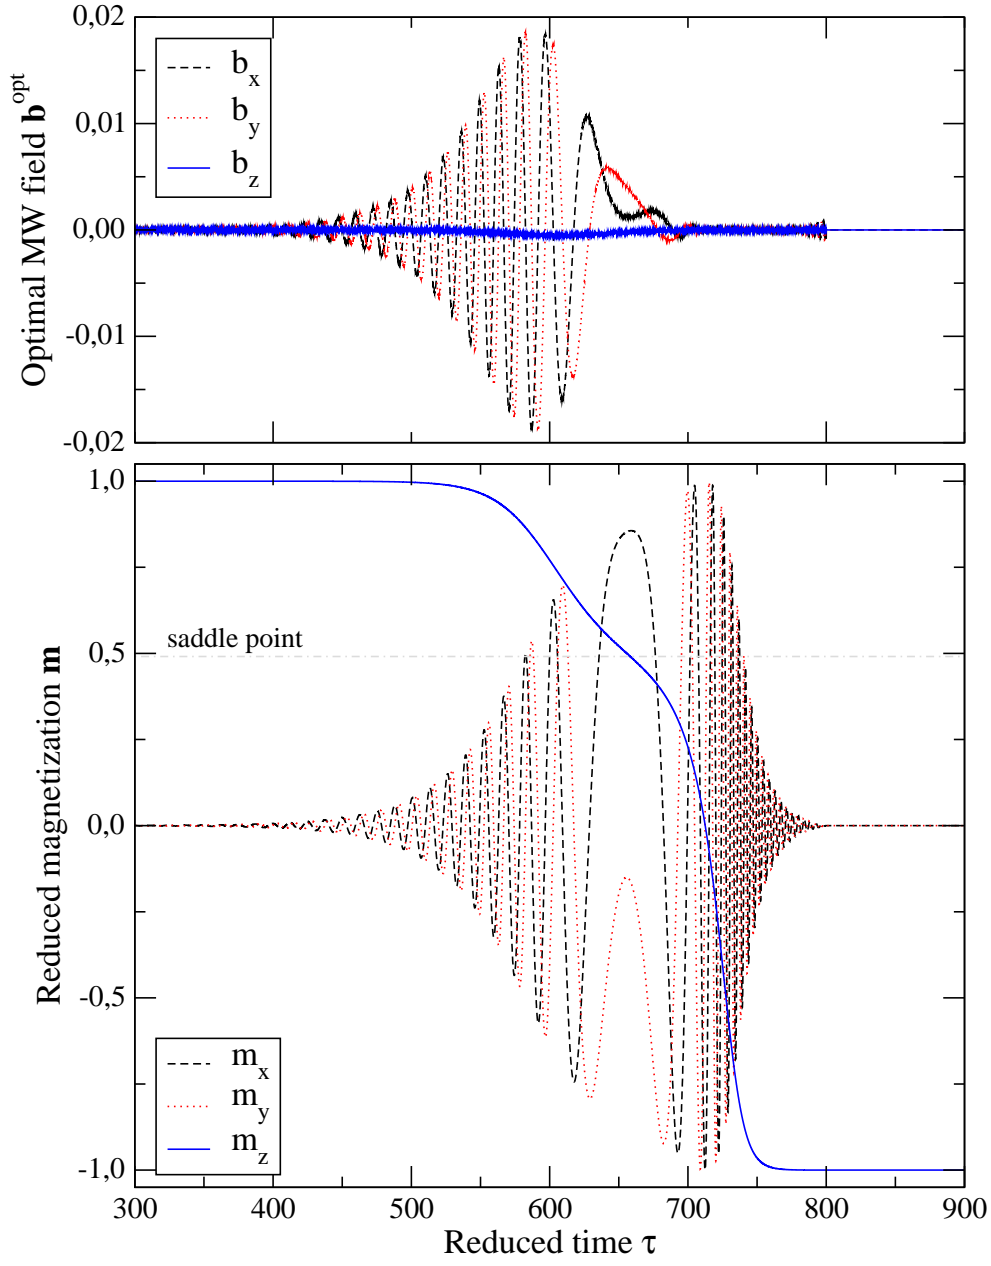 0,02
0,01
0,00
-0,01
-0,02
Optimal MW field b^opt
b_x
b_y
b_z
1,0
0,5
0,0
-0,5
-1,0
Reduced magnetization m
saddle point
m_x
m_y
m_z
300 400 500 600 700 800 900
Reduced time τ